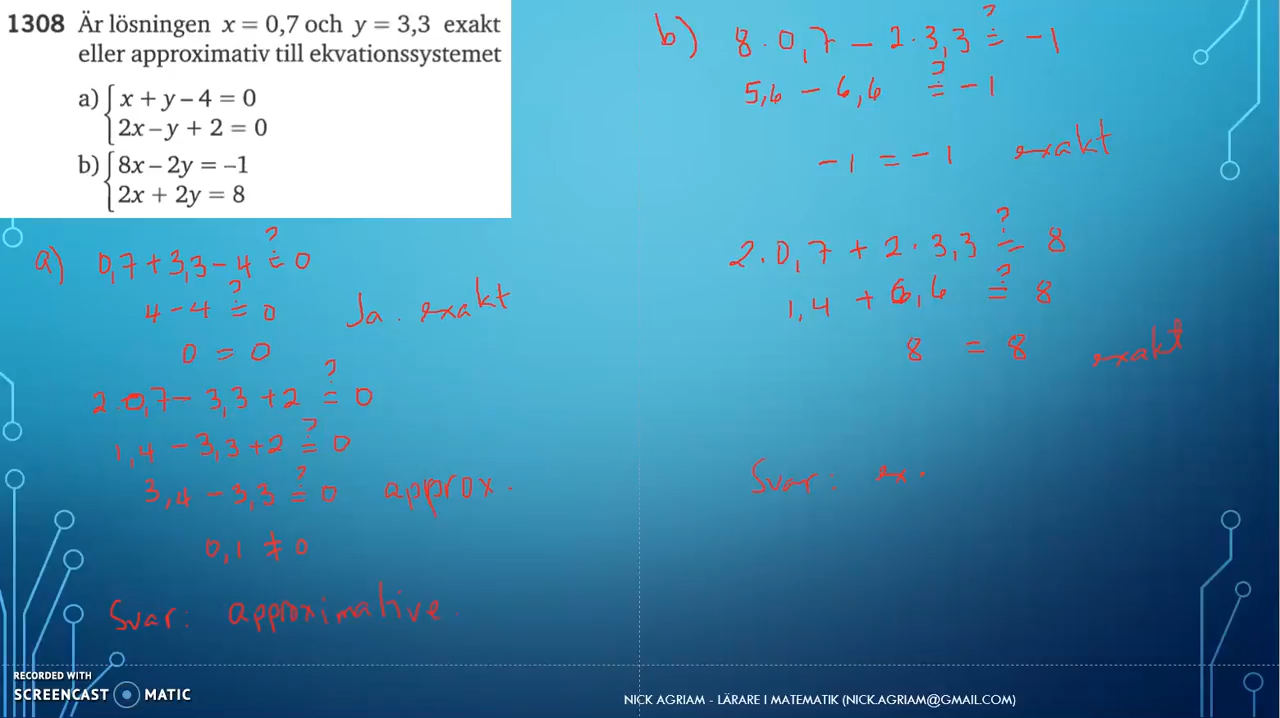 1308 Är lösningen x = 0,7 och y = 3,3 exakt
eller approximativ till ekvationssystemet
a) { x + y – 4 = 0
2x – y + 2 = 0
b) { 8x – 2y = –1
2x + 2y = 8
a) 0,7 + 3,3 – 4 ≟ 0
4 – 4 ≟ 0
Ja. exakt
0 = 0
2·0,7 – 3,3 + 2 ≟ 0
1,4 – 3,3 + 2 ≟ 0
3,4 – 3,3 ≟ 0 approx.
0,1 ≠ 0
Svar: approximative.
b) 8·0,7 – 2·3,3 ≟ –1
5,6 – 6,6 ≟ –1
–1 = –1 exakt
2·0,7 + 2·3,3 ≟ 8
1,4 + 6,6 ≟ 8
8 = 8 exakt
Svar: ex.
RECORDED WITH
SCREENCAST MATIC
NICK AGRIAM - LÄRARE I MATEMATIK (NICK.AGRIAM@GMAIL.COM)